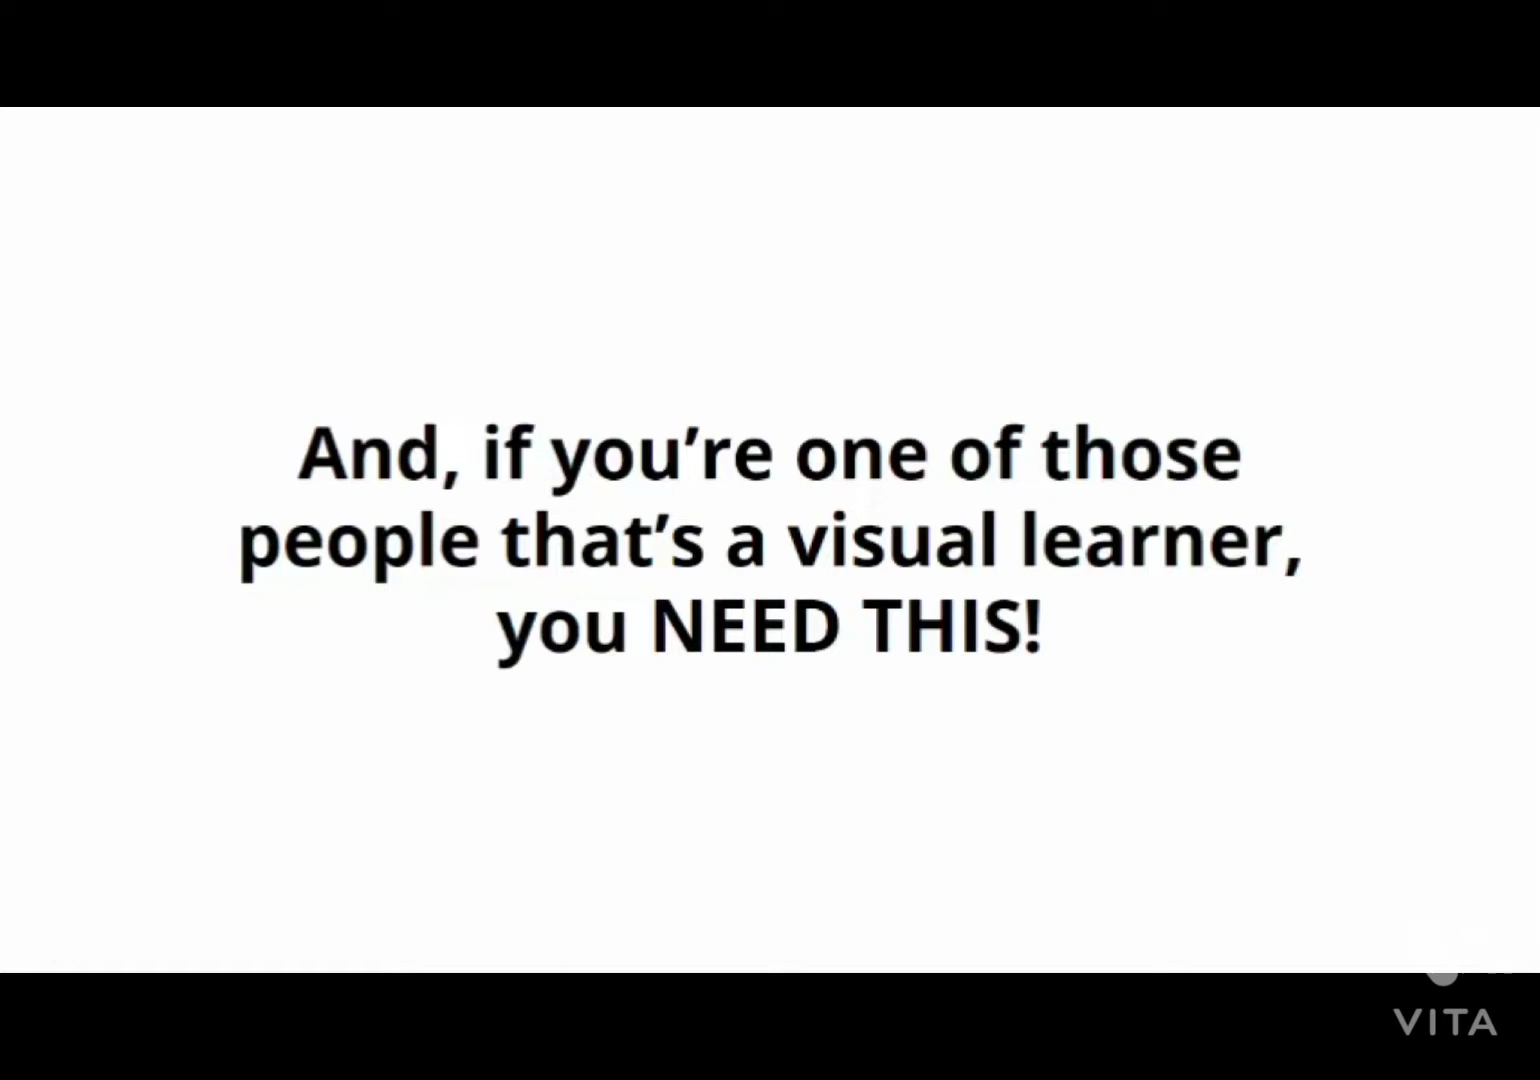 And, if you’re one of those
people that’s a visual learner,
you NEED THIS!
VITA